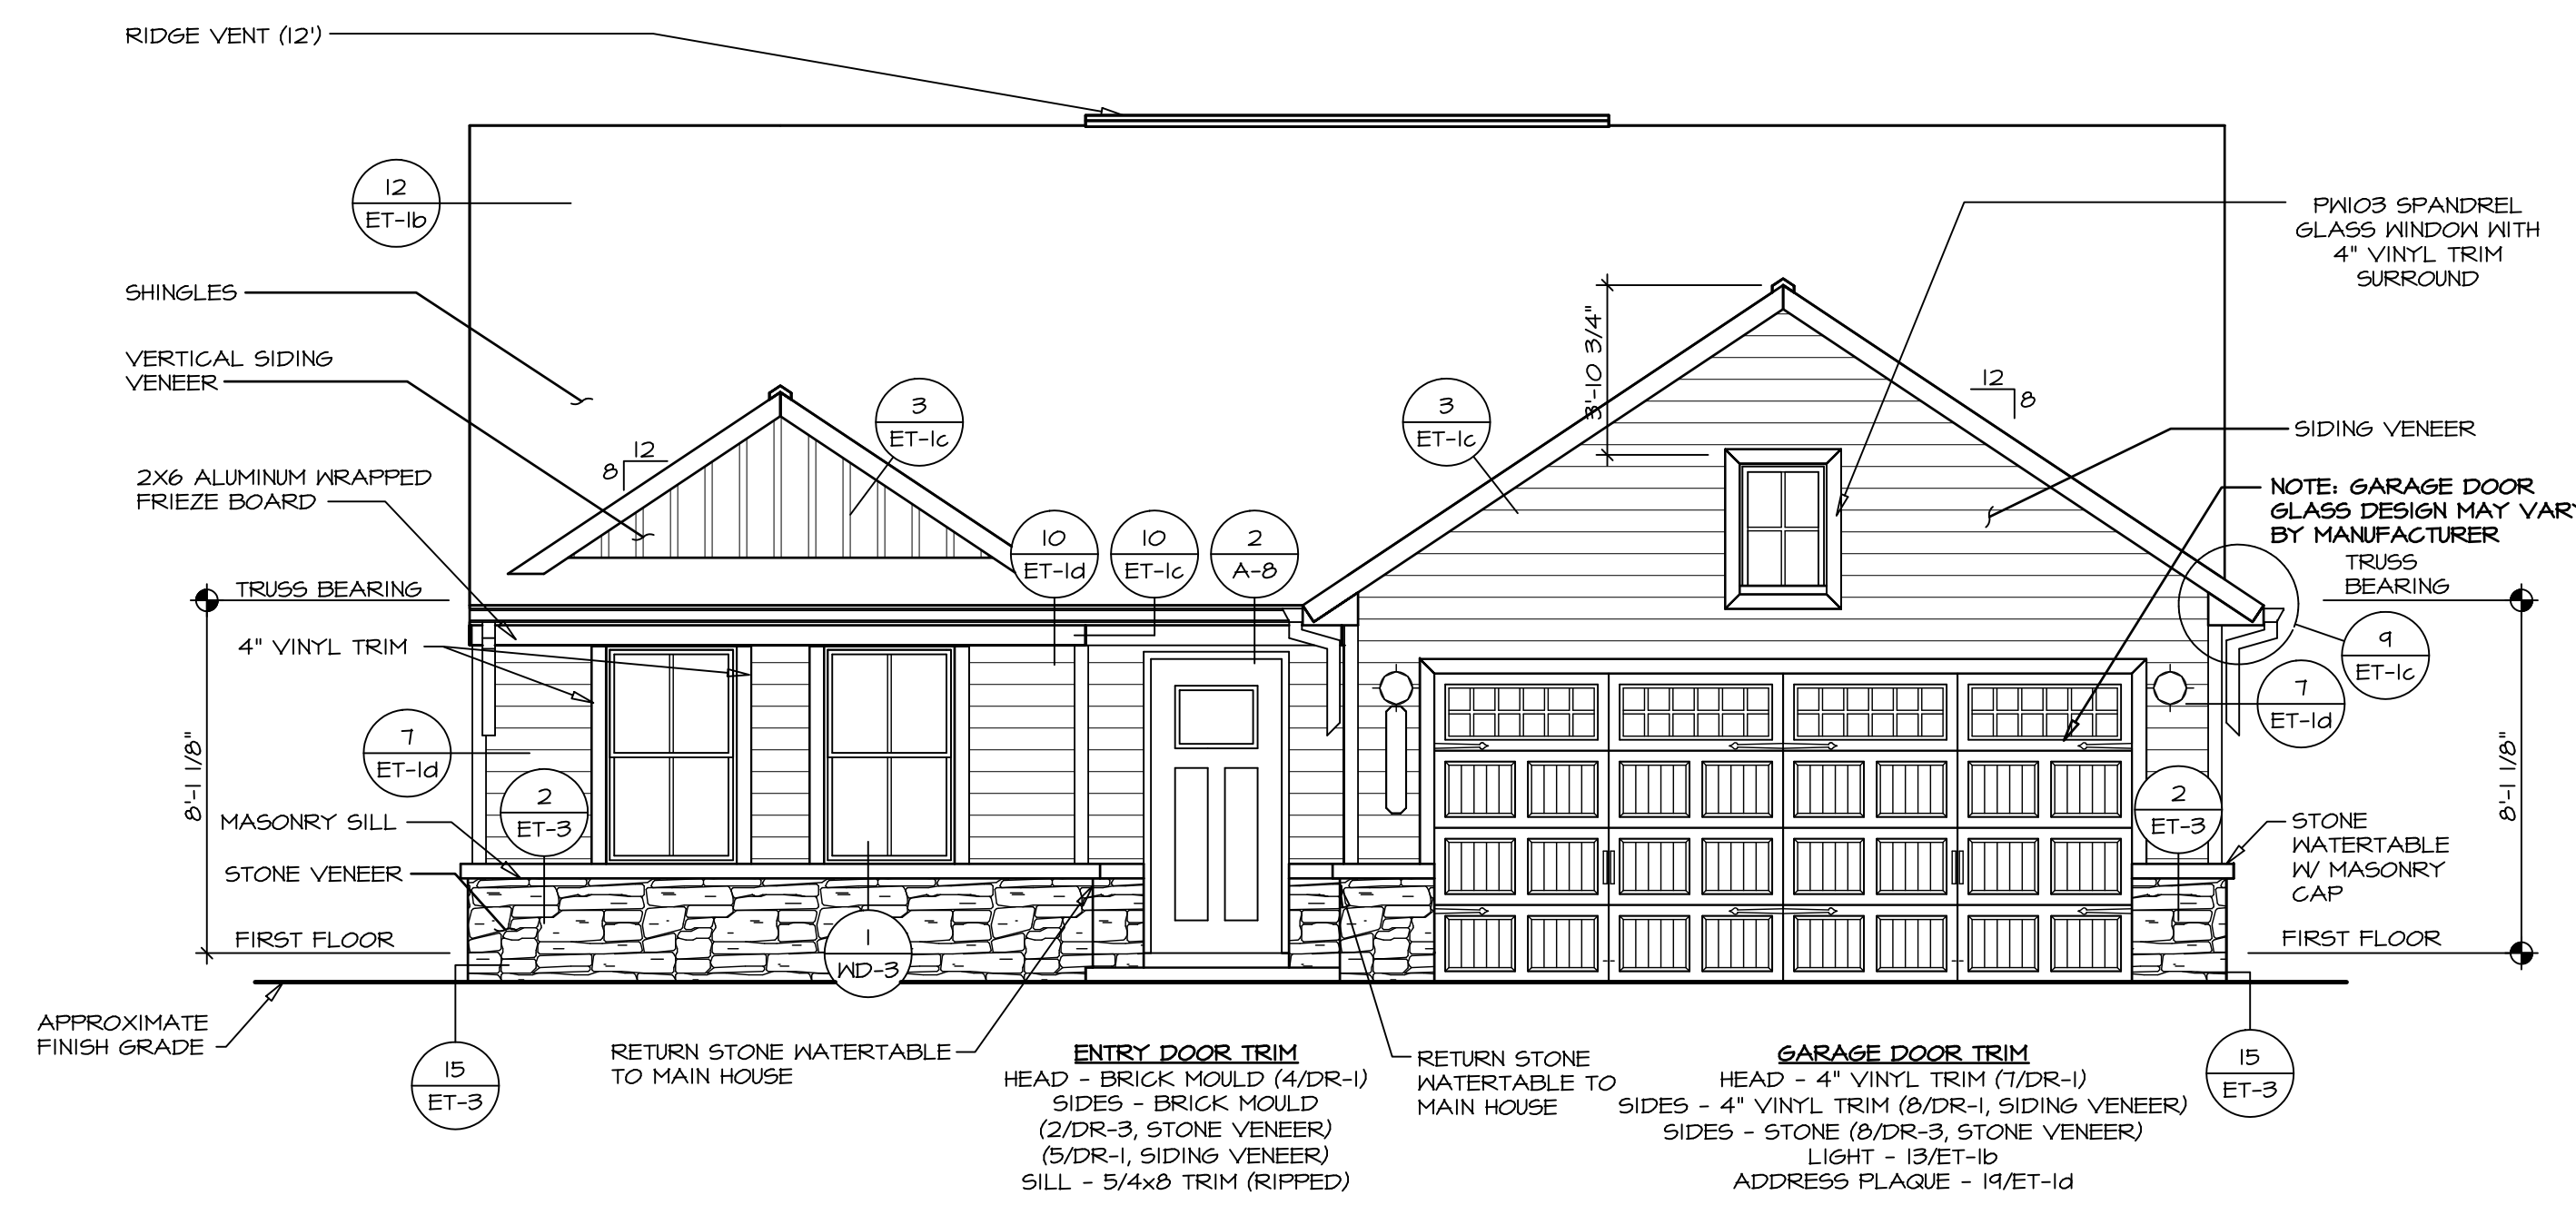 RIDGE VENT (12')
12
ET-1b
SHINGLES
VERTICAL SIDING
VENEER
2X6 ALUMINUM WRAPPED
FRIEZE BOARD
TRUSS BEARING
4" VINYL TRIM
8'-1 1/8"
7
ET-1d
2
ET-3
MASONRY SILL
STONE VENEER
FIRST FLOOR
APPROXIMATE
FINISH GRADE
15
ET-3
12
8
3
ET-1c
10
ET-1d
10
ET-1c
2
A-8
1
WD-3
3
ET-1c
3'-10 3/4"
12
8
PW103 SPANDREL
GLASS WINDOW WITH
4" VINYL TRIM
SURROUND
SIDING VENEER
NOTE: GARAGE DOOR
GLASS DESIGN MAY VARY
BY MANUFACTURER
TRUSS
BEARING
9
ET-1c
7
ET-1d
2
ET-3
8'-1 1/8"
STONE
WATERTABLE
W/ MASONRY
CAP
FIRST FLOOR
15
ET-3
RETURN STONE WATERTABLE
TO MAIN HOUSE
ENTRY DOOR TRIM
HEAD - BRICK MOULD (4/DR-1)
SIDES - BRICK MOULD
(2/DR-3, STONE VENEER)
(5/DR-1, SIDING VENEER)
SILL - 5/4x8 TRIM (RIPPED)
RETURN STONE
WATERTABLE TO
MAIN HOUSE
GARAGE DOOR TRIM
HEAD - 4" VINYL TRIM (7/DR-1)
SIDES - 4" VINYL TRIM (8/DR-1, SIDING VENEER)
SIDES - STONE (8/DR-3, STONE VENEER)
LIGHT - 13/ET-1b
ADDRESS PLAQUE - 19/ET-1d